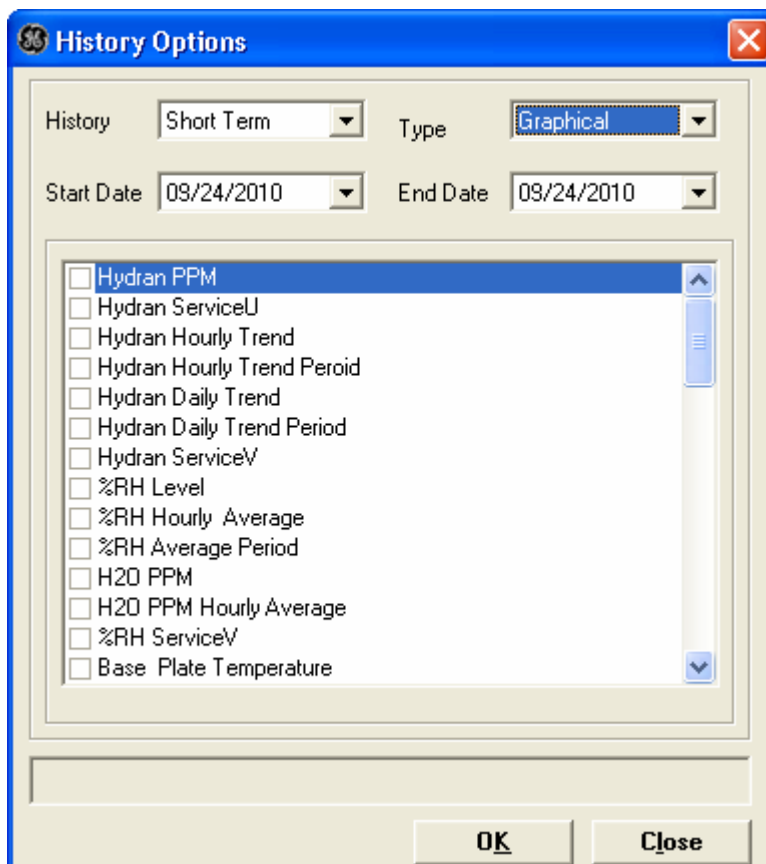 History Options
History Short Term Type Graphical
Start Date 09/24/2010 End Date 09/24/2010
Hydran PPM
Hydran ServiceU
Hydran Hourly Trend
Hydran Hourly Trend Peroid
Hydran Daily Trend
Hydran Daily Trend Period
Hydran ServiceV
%RH Level
%RH Hourly Average
%RH Average Period
H2O PPM
H2O PPM Hourly Average
%RH ServiceV
Base Plate Temperature
OK Close